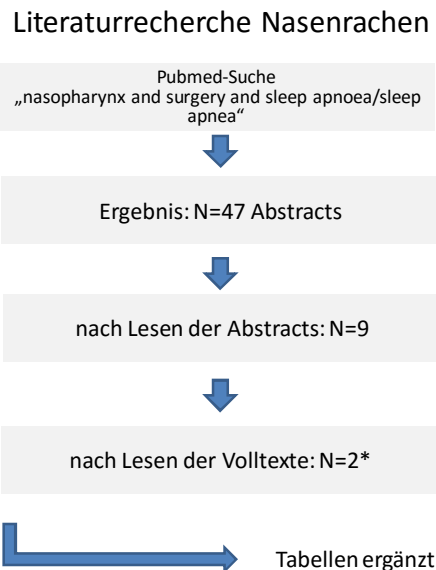 Literaturrecherche Nasenrachen
Pubmed-Suche
„nasopharynx and surgery and sleep apnoea/sleep
apnea“
Ergebnis: N=47 Abstracts
nach Lesen der Abstracts: N=9
nach Lesen der Volltexte: N=2*
Tabellen ergänzt